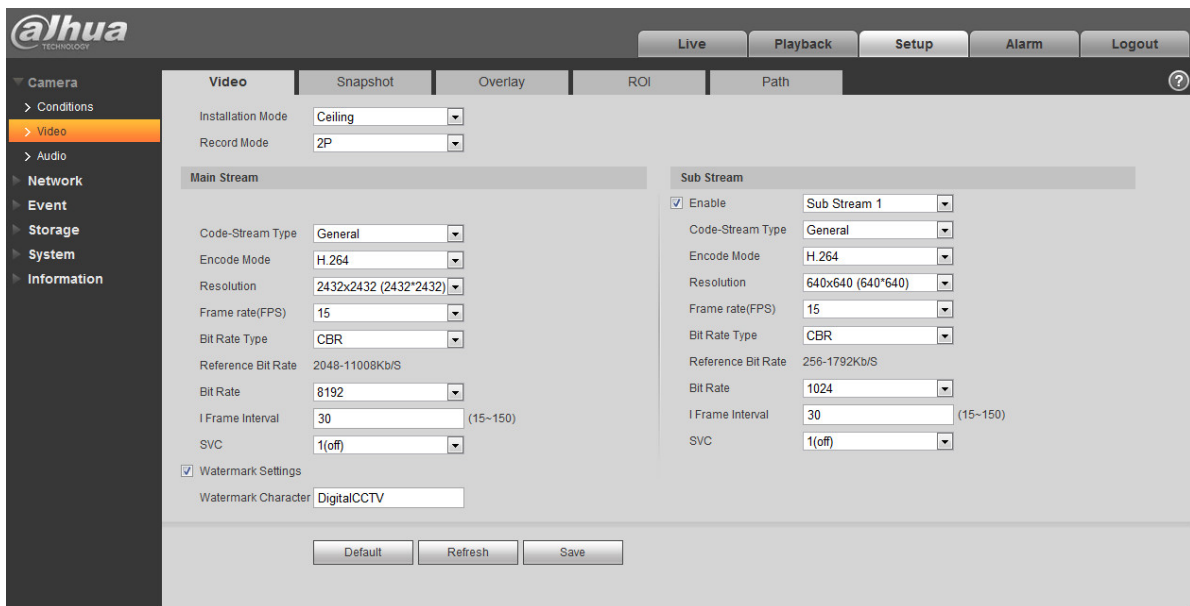 alhua
TECHNOLOGY
Live Playback Setup Alarm Logout
Camera
Conditions
Video
Audio
Network
Event
Storage
System
Information
Video Snapshot Overlay ROI Path
?
Installation Mode Ceiling
Record Mode 2P
Main Stream
Code-Stream Type General
Encode Mode H.264
Resolution 2432x2432 (2432*2432)
Frame rate(FPS) 15
Bit Rate Type CBR
Reference Bit Rate 2048-11008Kb/S
Bit Rate 8192
I Frame Interval 30 (15~150)
SVC 1(off)
Watermark Settings
Watermark Character DigitalCCTV
Sub Stream
Enable Sub Stream 1
Code-Stream Type General
Encode Mode H.264
Resolution 640x640 (640*640)
Frame rate(FPS) 15
Bit Rate Type CBR
Reference Bit Rate 256-1792Kb/S
Bit Rate 1024
I Frame Interval 30 (15~150)
SVC 1(off)
Default Refresh Save